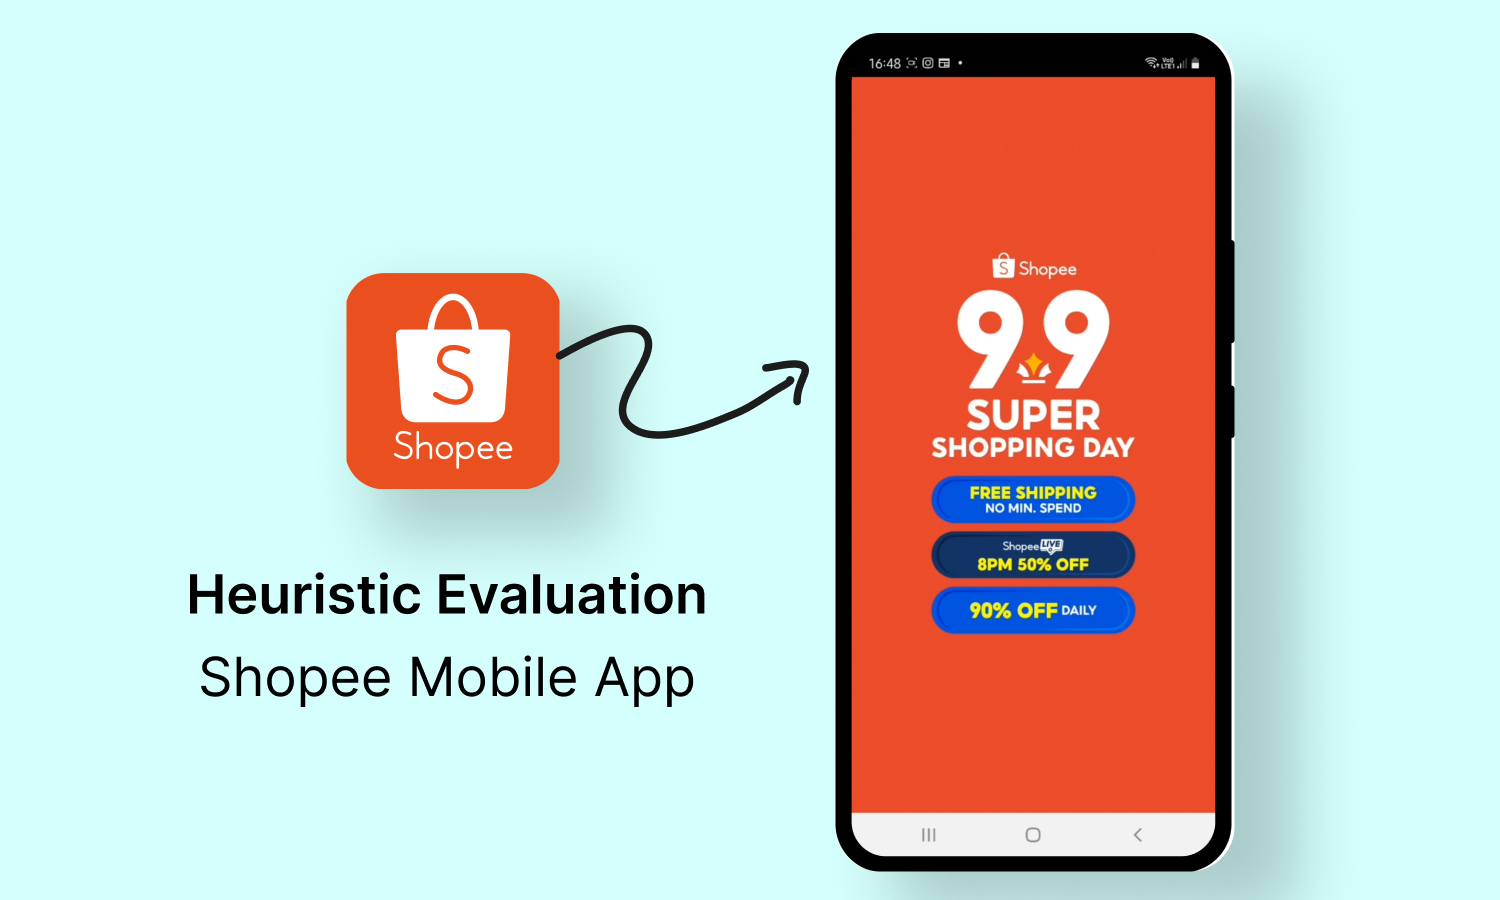 S
Shopee
Heuristic Evaluation
Shopee Mobile App
16:48
VoLTE1
S Shopee
9.9
SUPER
SHOPPING DAY
FREE SHIPPING
NO MIN. SPEND
Shopee LIVE
8PM 50% OFF
90% OFF DAILY